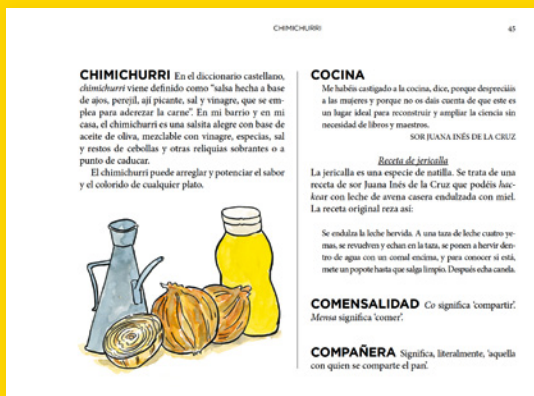 CHIMICHURRI
45
CHIMICHURRI En el diccionario castellano,
chimichurri viene definido como “salsa hecha a base
de ajos, perejil, ají picante, sal y vinagre, que se em-
plea para aderezar la carne”. En mi barrio y en mi
casa, el chimichurri es una salsita alegre con base de
aceite de oliva, mezclable con vinagre, especias, sal
y restos de cebollas y otras reliquias sobrantes o a
punto de caducar.
El chimichurri puede arreglar y potenciar el sabor
y el colorido de cualquier plato.
COCINA
Me habéis castigado a la cocina, dice, porque despreciáis
a las mujeres y porque no os dais cuenta de que este es
un lugar ideal para reconstruir y ampliar la ciencia sin
necesidad de libros y maestros.
SOR JUANA INÉS DE LA CRUZ
Receta de jericalla
La jericalla es una especie de natilla. Se trata de una
receta de sor Juana Inés de la Cruz que podéis hac-
kear con leche de avena casera endulzada con miel.
La receta original reza así:
Se endulza la leche hervida. A una taza de leche cuatro ye-
mas, se revuelven y echan en la taza, se ponen a hervir den-
tro de agua con un comal encima, y para conocer si está,
mete un popote hasta que salga limpio. Después echa canela.
COMENSALIDAD Co significa ‘compartir’.
Mensa significa ‘comer’.
COMPAÑERA Significa, literalmente, ‘aquella
con quien se comparte el pan’.